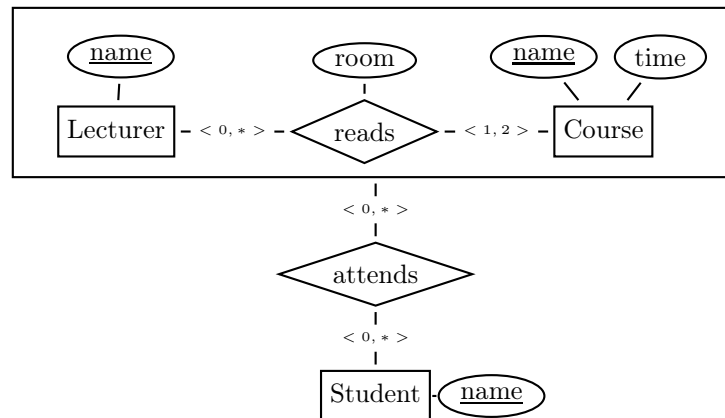 name
room
name
time
Lecturer
< 0, * >
reads
< 1, 2 >
Course
< 0, * >
attends
< 0, * >
Student
name